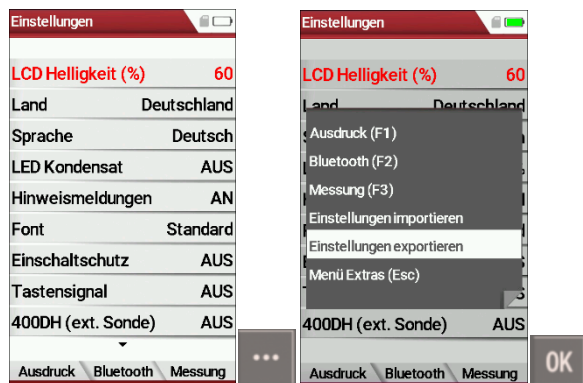 Einstellungen
LCD Helligkeit (%) 60
Land Deutschland
Sprache Deutsch
LED Kondensat AUS
Hinweismeldungen AN
Font Standard
Einschaltschutz AUS
Tastensignal AUS
400DH (ext. Sonde) AUS
Ausdruck Bluetooth Messung
...
Einstellungen
LCD Helligkeit (%) 60
Land Deutschland
Ausdruck (F1)
Bluetooth (F2)
Messung (F3)
Einstellungen importieren
Einstellungen exportieren
Menü Extras (Esc)
400DH (ext. Sonde) AUS
Ausdruck Bluetooth Messung
OK